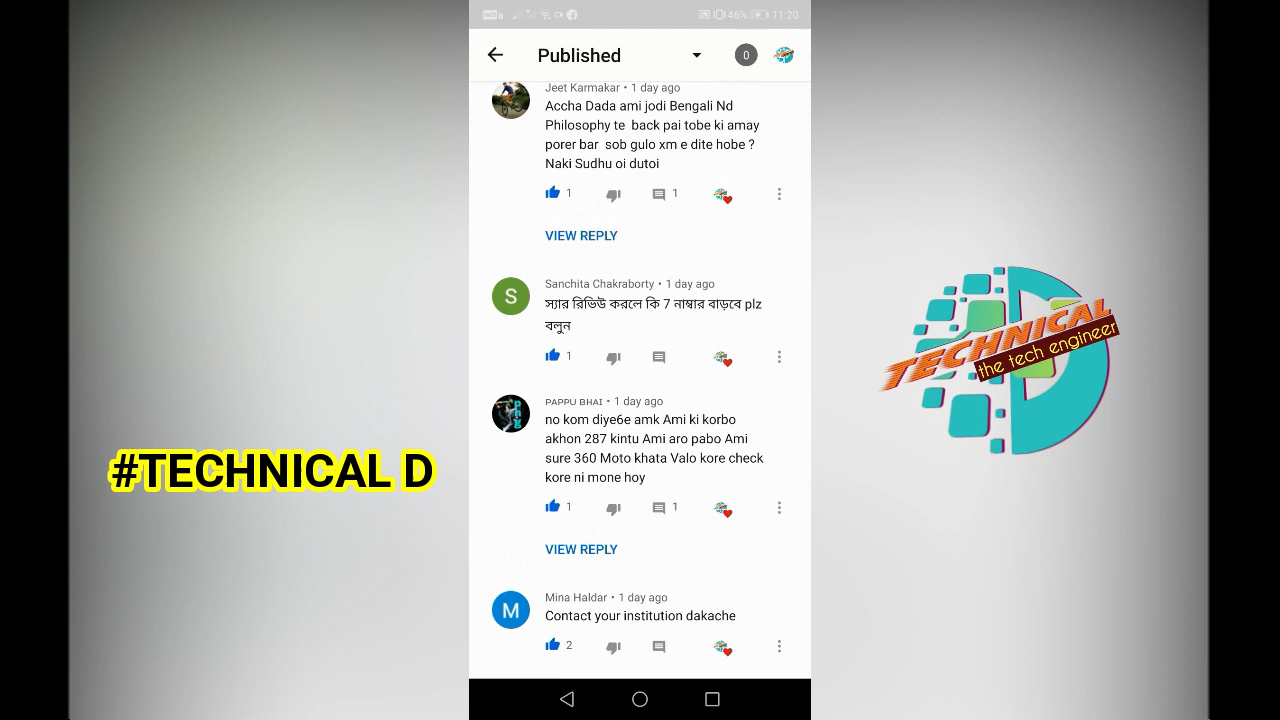 46% 11:20
Published
0
Jeet Karmakar • 1 day ago
Accha Dada ami jodi Bengali Nd
Philosophy te back pai tobe ki amay
porer bar sob gulo xm e dite hobe ?
Naki Sudhu oi dutoi
1
1
VIEW REPLY
S
Sanchita Chakraborty • 1 day ago
স্যার রিভিউ করলে কি 7 নাম্বার বাড়বে plz
বলুন
1
PAPPU BHAI • 1 day ago
no kom diye6e amk Ami ki korbo
akhon 287 kintu Ami aro pabo Ami
sure 360 Moto khata Valo kore check
kore ni mone hoy
1
1
VIEW REPLY
M
Mina Haldar • 1 day ago
Contact your institution dakache
2
#TECHNICAL D
TECHNICAL
the tech engineer